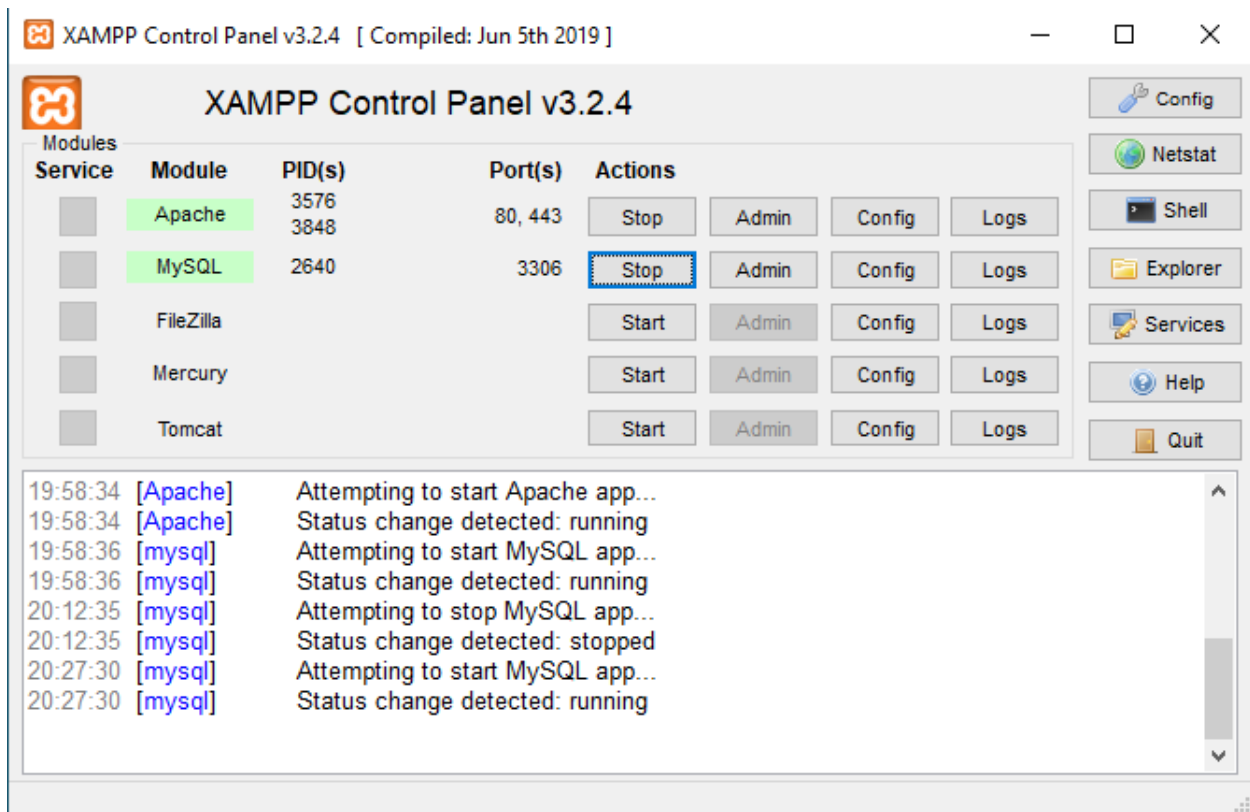 XAMPP Control Panel v3.2.4 [ Compiled: Jun 5th 2019 ]
XAMPP Control Panel v3.2.4
Config
Modules
Netstat
Service Module PID(s) Port(s) Actions
Apache 3576 3848 80, 443 Stop Admin Config Logs
Shell
MySQL 2640 3306 Stop Admin Config Logs
Explorer
FileZilla Start Admin Config Logs
Services
Mercury Start Admin Config Logs
Help
Tomcat Start Admin Config Logs
Quit
19:58:34 [Apache] Attempting to start Apache app...
19:58:34 [Apache] Status change detected: running
19:58:36 [mysql] Attempting to start MySQL app...
19:58:36 [mysql] Status change detected: running
20:12:35 [mysql] Attempting to stop MySQL app...
20:12:35 [mysql] Status change detected: stopped
20:27:30 [mysql] Attempting to start MySQL app...
20:27:30 [mysql] Status change detected: running